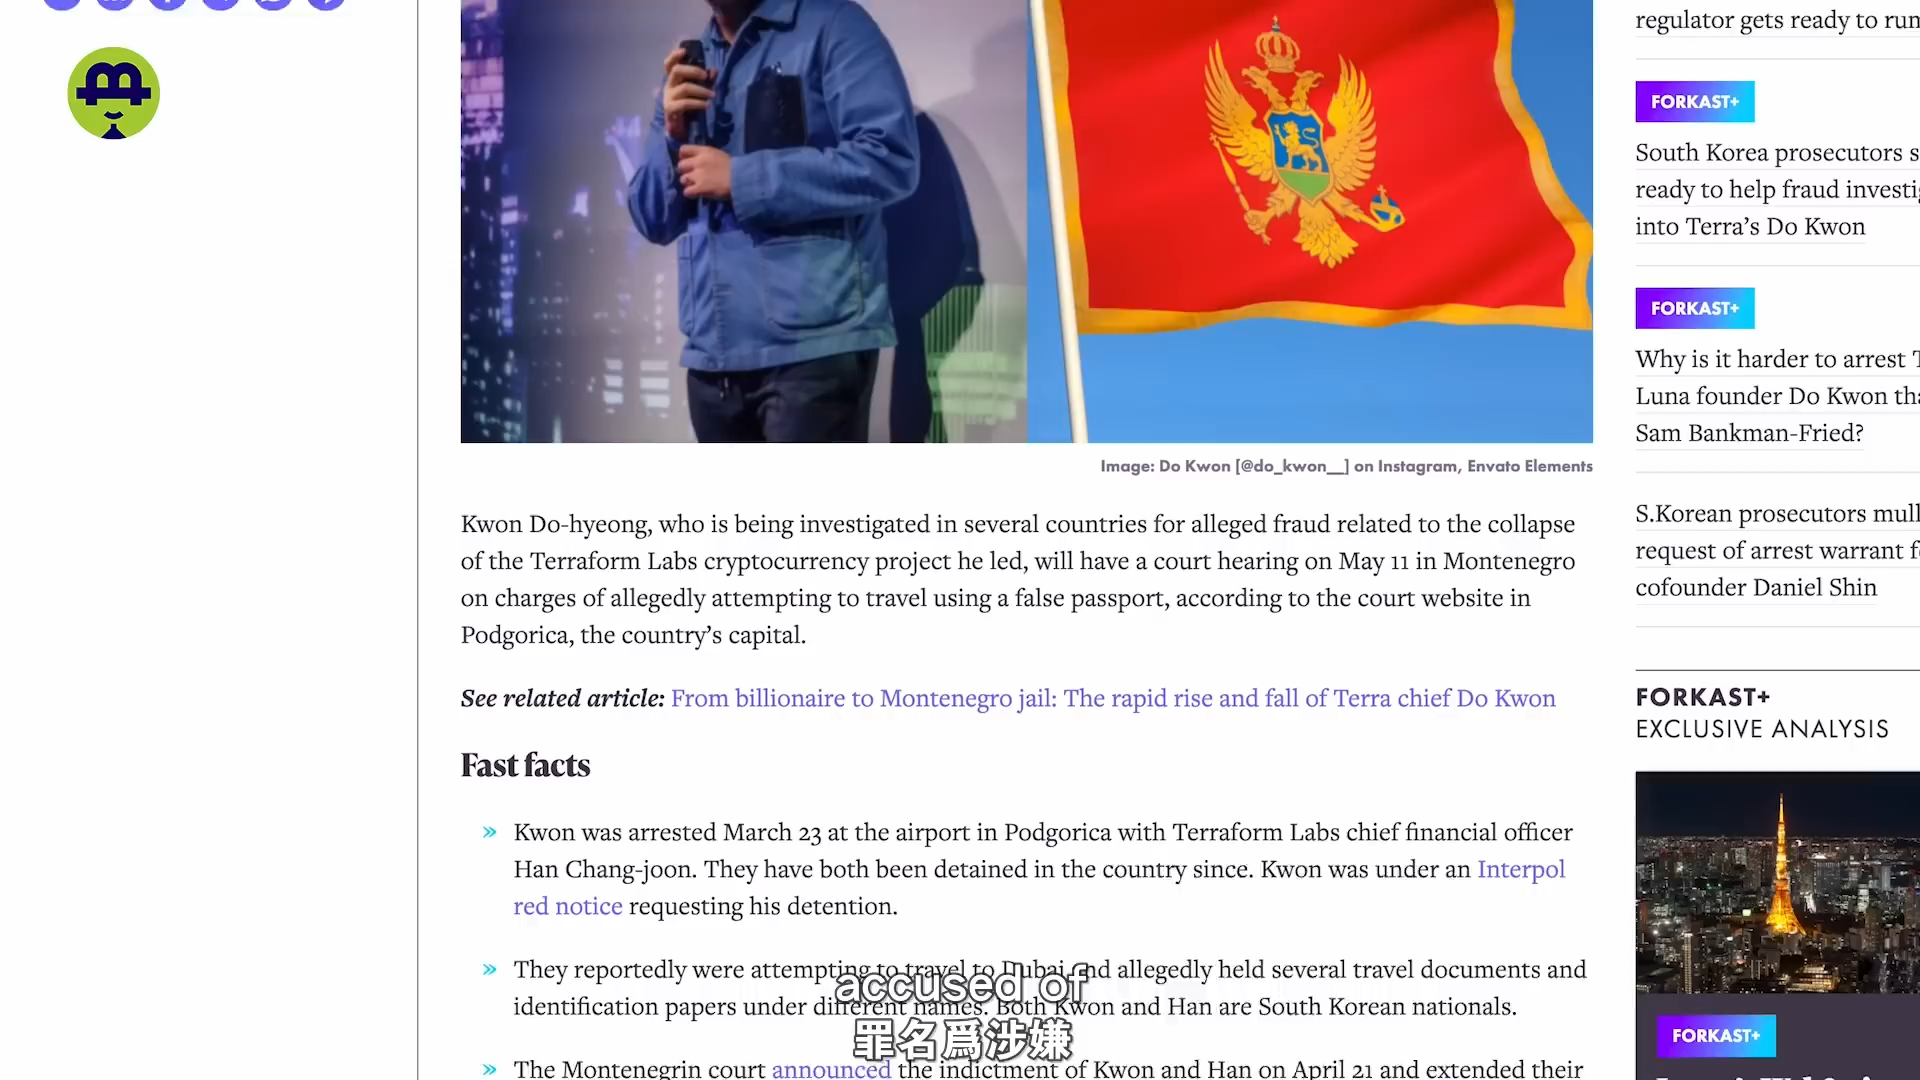 regulator gets ready to run
FORKAST+
South Korea prosecutors s
ready to help fraud investig
into Terra’s Do Kwon
FORKAST+
Why is it harder to arrest T
Luna founder Do Kwon tha
Sam Bankman-Fried?
S.Korean prosecutors mull
request of arrest warrant f
cofounder Daniel Shin
FORKAST+
EXCLUSIVE ANALYSIS
FORKAST+
Image: Do Kwon [@do_kwon__] on Instagram, Envato Elements
Kwon Do-hyeong, who is being investigated in several countries for alleged fraud related to the collapse
of the Terraform Labs cryptocurrency project he led, will have a court hearing on May 11 in Montenegro
on charges of allegedly attempting to travel using a false passport, according to the court website in
Podgorica, the country’s capital.
See related article: From billionaire to Montenegro jail: The rapid rise and fall of Terra chief Do Kwon
Fast facts
» Kwon was arrested March 23 at the airport in Podgorica with Terraform Labs chief financial officer
Han Chang-joon. They have both been detained in the country since. Kwon was under an Interpol
red notice requesting his detention.
» They reportedly were attempting to travel to Dubai and allegedly held several travel documents and
identification papers under different names. Both Kwon and Han are South Korean nationals.
» The Montenegrin court announced the indictment of Kwon and Han on April 21 and extended their
accused of
罪名爲涉嫌